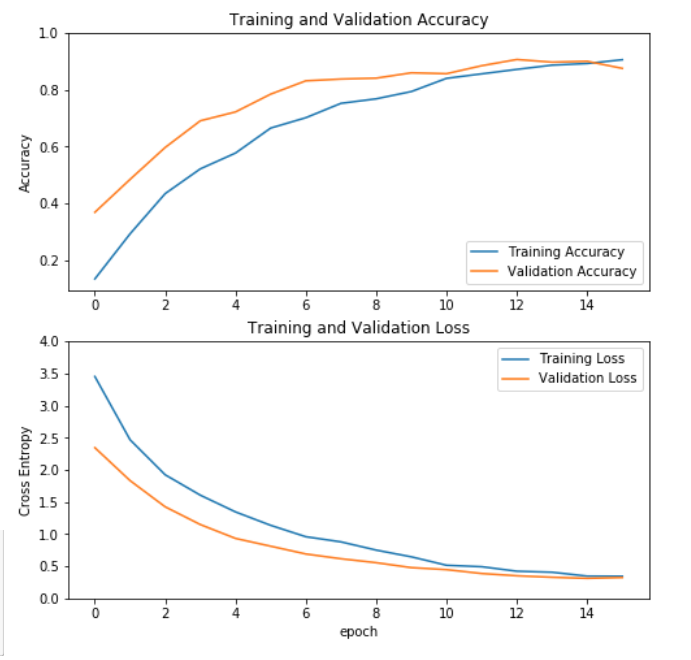 Training and Validation Accuracy
1.0
0.8
0.6
0.4
0.2
Accuracy
Training Accuracy
Validation Accuracy
0 2 4 6 8 10 12 14
Training and Validation Loss
4.0
3.5
3.0
2.5
2.0
1.5
1.0
0.5
0.0
Cross Entropy
Training Loss
Validation Loss
0 2 4 6 8 10 12 14
epoch